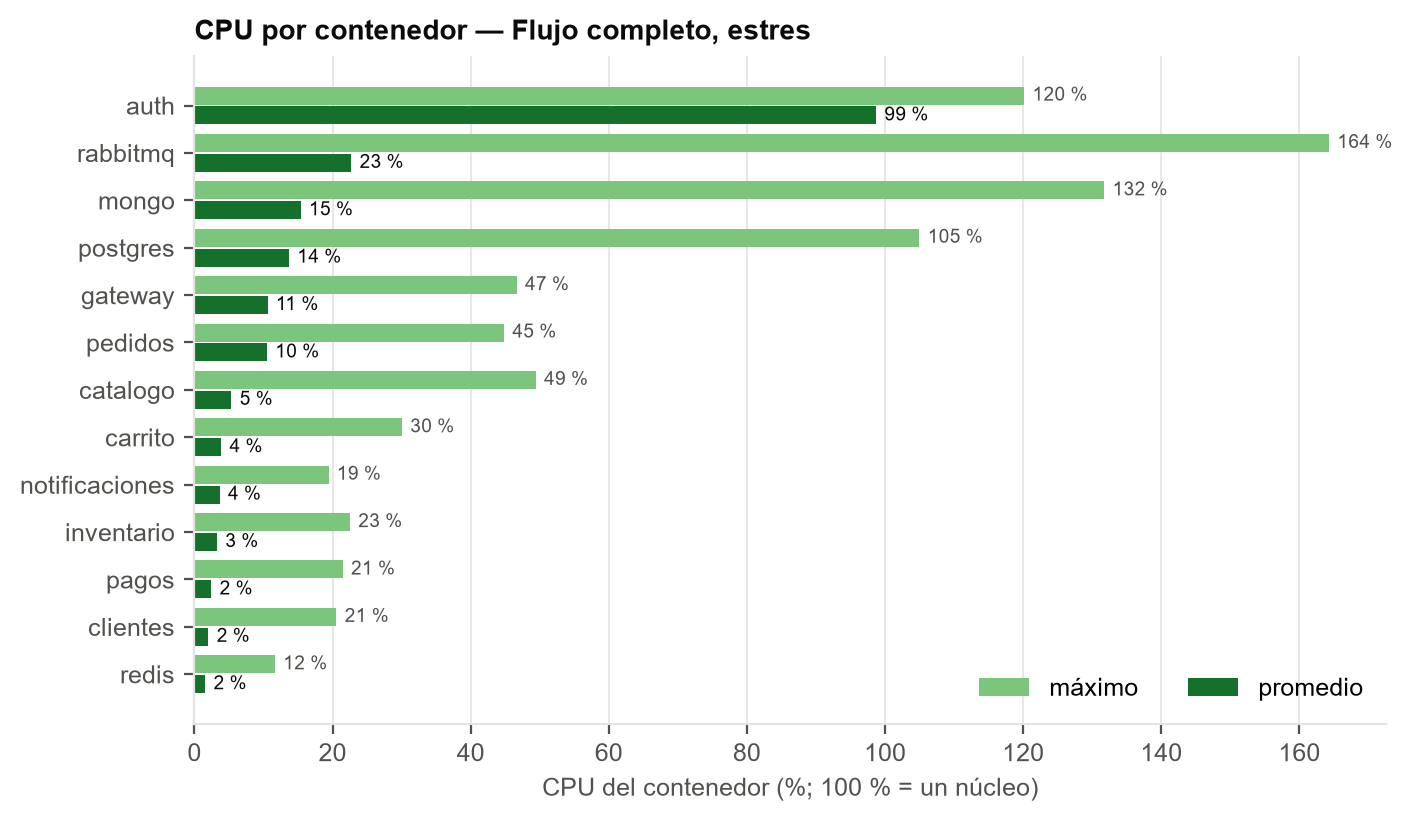 CPU por contenedor — Flujo completo, estres
auth
120 %
99 %
rabbitmq
164 %
23 %
mongo
132 %
15 %
postgres
105 %
14 %
gateway
47 %
11 %
pedidos
45 %
10 %
catalogo
49 %
5 %
carrito
30 %
4 %
notificaciones
19 %
4 %
inventario
23 %
3 %
pagos
21 %
2 %
clientes
21 %
2 %
redis
12 %
2 %
máximo promedio
0 20 40 60 80 100 120 140 160
CPU del contenedor (%; 100 % = un núcleo)